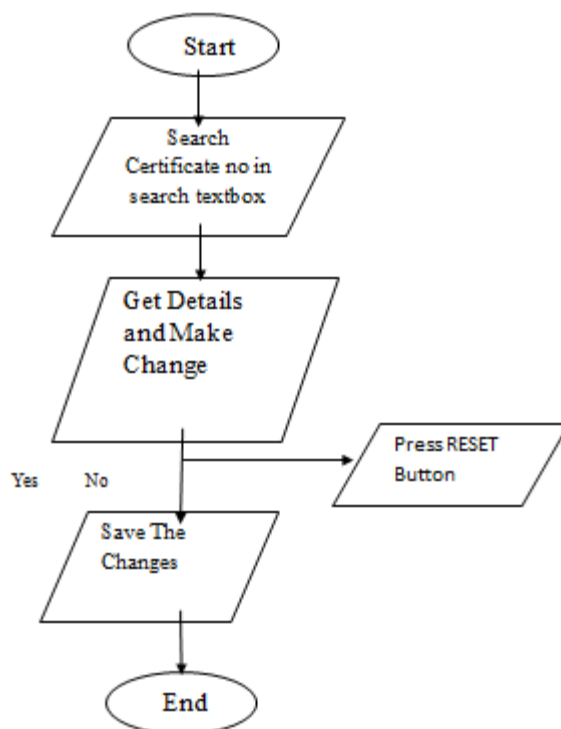 Start
Search
Certificate no in
search textbox
Get Details
and Make
Change
Press RESET
Button
Yes No
Save The
Changes
End